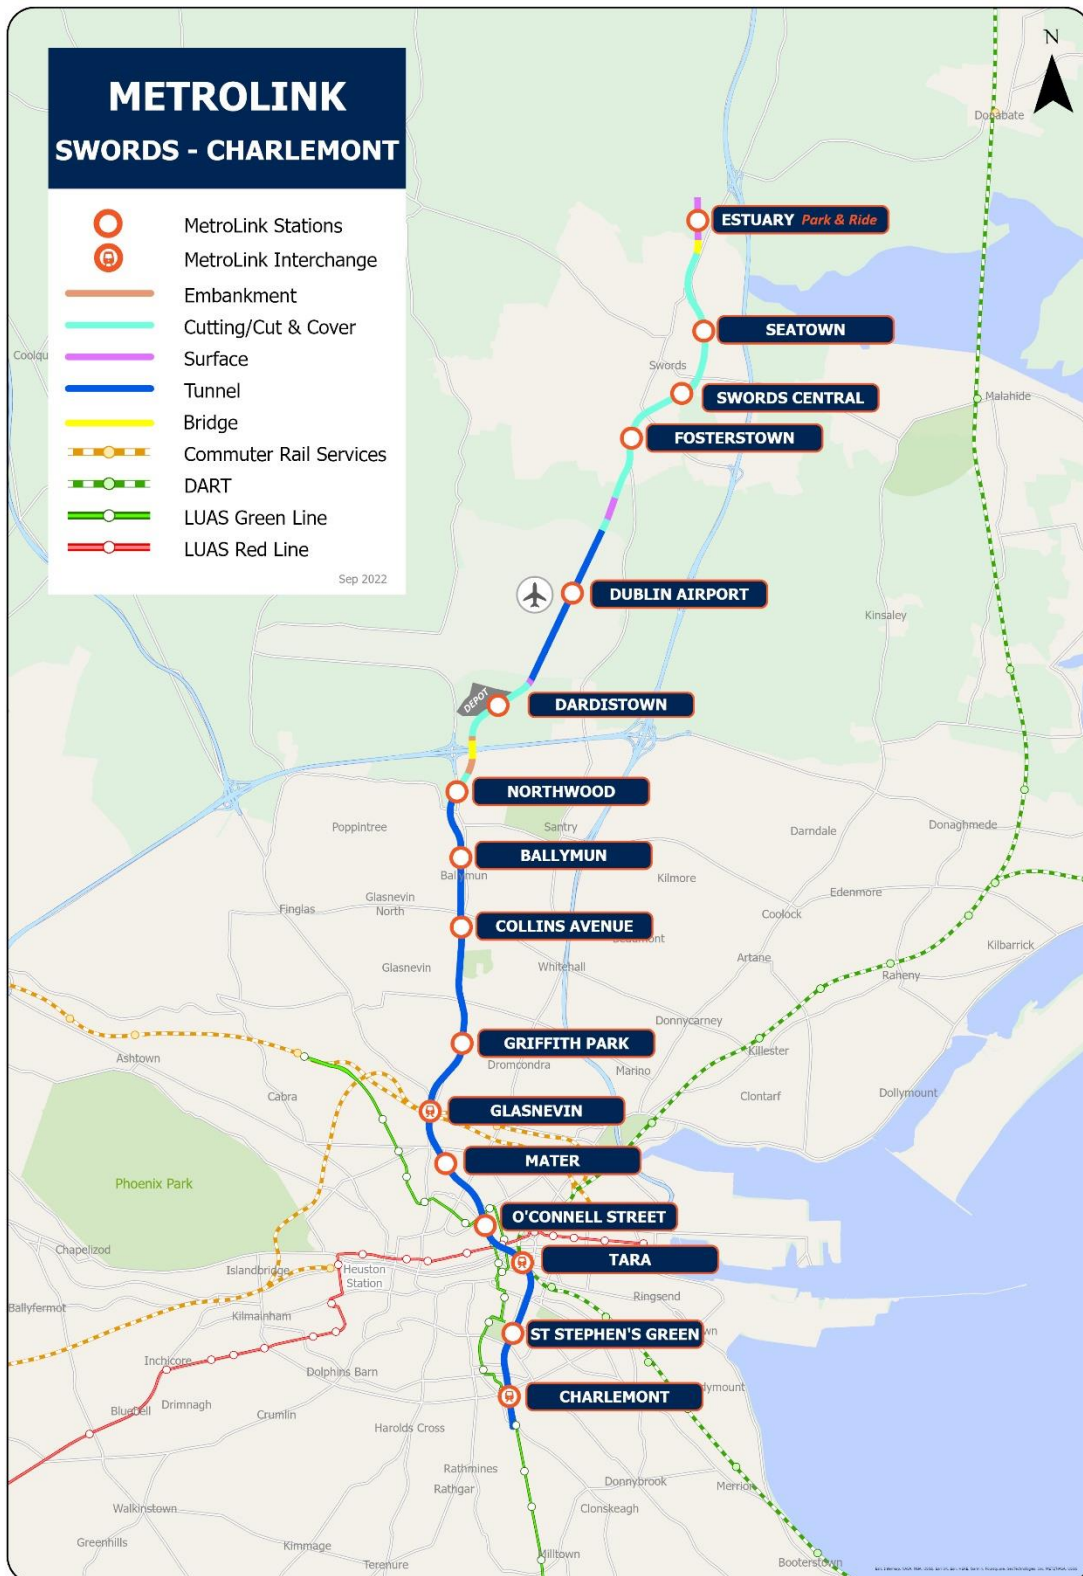 METROLINK
SWORDS - CHARLEMONT
MetroLink Stations
MetroLink Interchange
Embankment
Cutting/Cut & Cover
Surface
Tunnel
Bridge
Commuter Rail Services
DART
LUAS Green Line
LUAS Red Line
Sep 2022
N
Donabate
ESTUARY Park & Ride
SEATOWN
Coolqu
Swords
SWORDS CENTRAL
Malahide
FOSTERSTOWN
DUBLIN AIRPORT
Kinsaley
DEPOT
DARDISTOWN
NORTHWOOD
Poppintree
Santry
Darndale
Donaghmede
BALLYMUN
Ballymun
Kilmore
Edenmore
Glasnevin
North
Finglas
Coolock
COLLINS AVENUE
Beaumont
Kilbarrick
Artane
Glasnevin
Whitehall
Raheny
Donnycarney
GRIFFITH PARK
Killester
Ashtown
Dromcondra
Marino
Cabra
Clontarf
Dollymount
GLASNEVIN
MATER
Phoenix Park
O'CONNELL STREET
Chapelizod
TARA
Islandbridge
Heuston
Station
Ringsend
Ballyfermot
Kilmainham
ST STEPHEN'S GREEN
wn
Inchicore
Dolphins Barn
dymount
CHARLEMONT
Drimnagh
BlueBell
Crumlin
Harolds Cross
Rathmines
Rathgar
Donnybrook
Merrion
Walkinstown
Clonskeagh
Greenhills
Kimmage
Milltown
Terenure
Booterstown